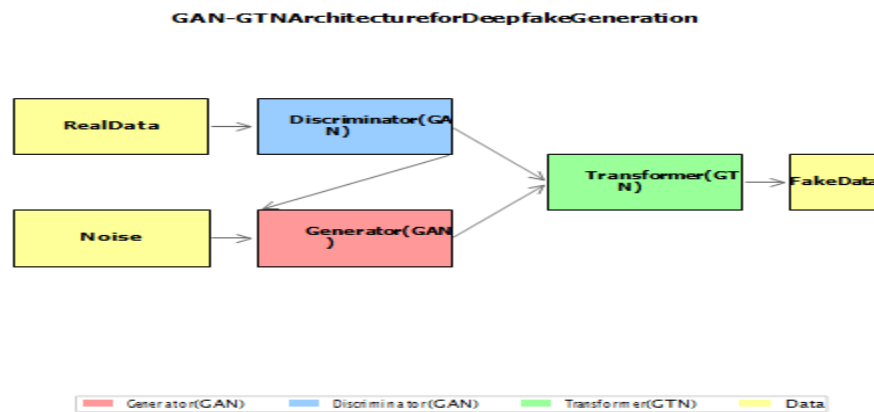 GAN-GTNArchitectureforDeepfakeGeneration
RealData
Discriminator(GA
N)
Transformer(GT
N)
FakeData
Noise
Generator(GAN
)
Generator(GAN)
Discriminator(GAN)
Transformer(GTN)
Data